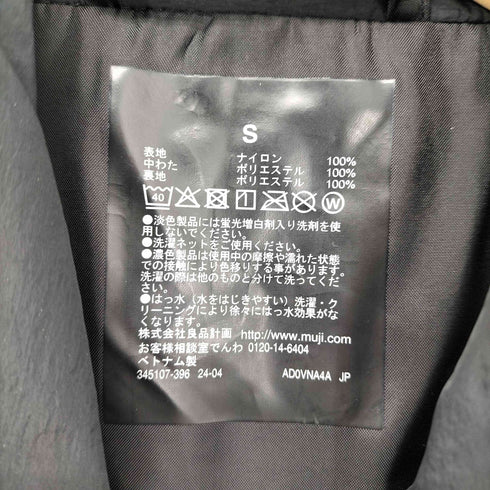 S
表地 ナイロン 100%
中わた ポリエステル 100%
裏地 ポリエステル 100%
40 W
●淡色製品には蛍光増白剤入り洗剤を使
用しないでください。
●洗濯ネットをご使用ください。
●濃色製品は使用中の摩擦や濡れた状態
での接触により色移りする事があります。
洗濯の際は他のものと分けて洗ってくだ
さい。
●はっ水（水をはじきやすい）洗濯・ク
リーニングにより徐々にはっ水効果がな
くなります。
株式会社良品計画 http://www.muji.com
お客様相談室でんわ 0120-14-6404
ベトナム製
345107-396 24-04 AD0VNA4A JP